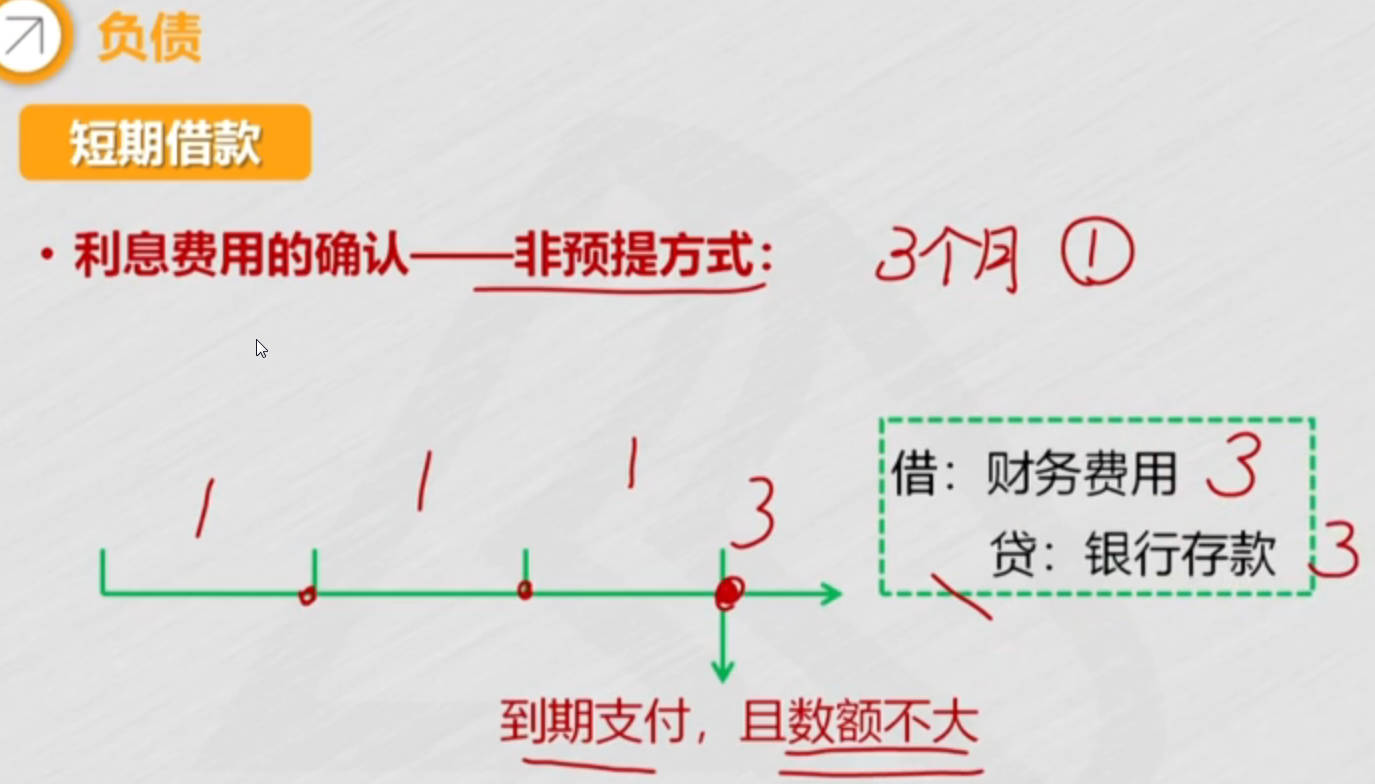 负债
短期借款
• 利息费用的确认——非预提方式： 3个月 ①
1 1 1 3
借：财务费用 3
贷：银行存款 3
到期支付，且数额不大